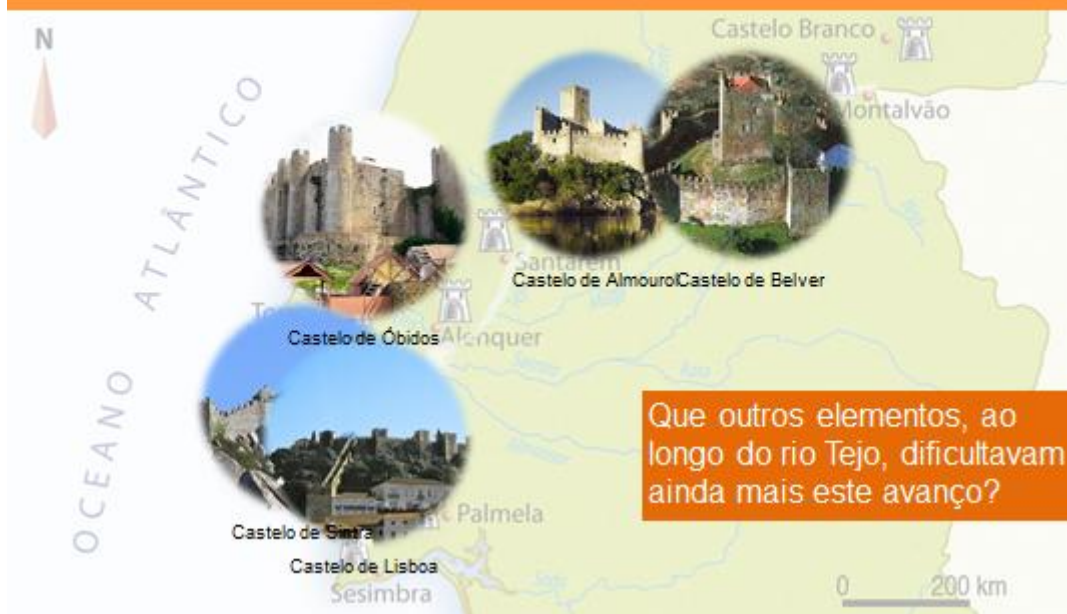 N
Castelo Branco
Montalvão
OCEANO ATLÂNTICO
Santarém
Castelo de Almourol
Castelo de Belver
Castelo de Óbidos
Alenquer
Que outros elementos, ao
longo do rio Tejo, dificultavam
ainda mais este avanço?
Palmela
Castelo de Sintra
Castelo de Lisboa
Sesimbra
Sado
0 200 km